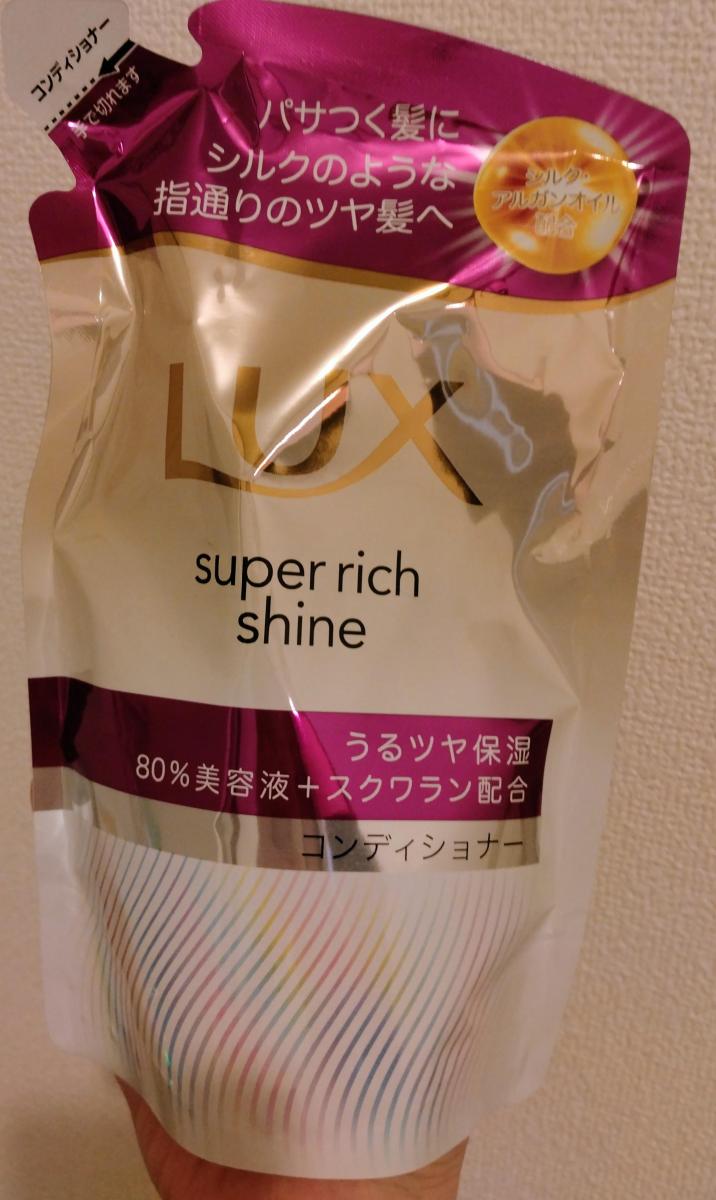 コンディショナー
手で切れます
パサつく髪に
シルクのような
指通りのツヤ髪へ
シルク・
アルガンオイル
配合
LUX
super rich
shine
うるツヤ保湿
80%美容液+スクワラン配合
コンディショナー